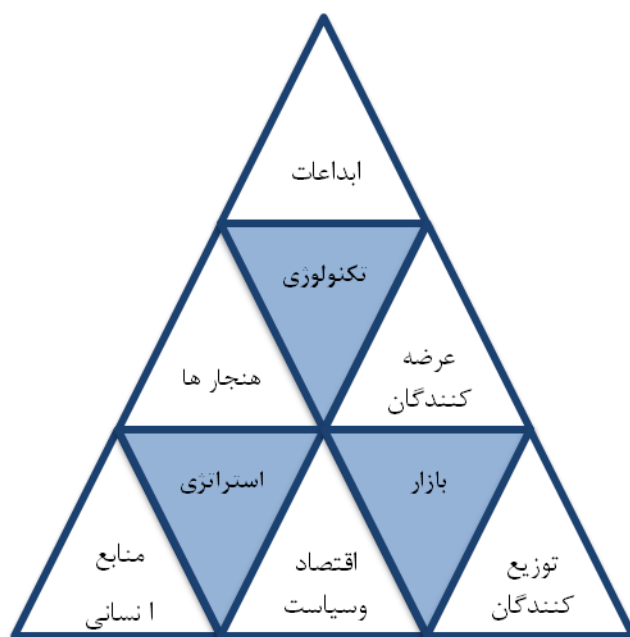 ابداعات
تکنولوژی
هنجار ها
عرضه
کنندگان
استراتژی
بازار
منابع
ا نسانی
اقتصاد
وسیاست
توزیع
کنندگان